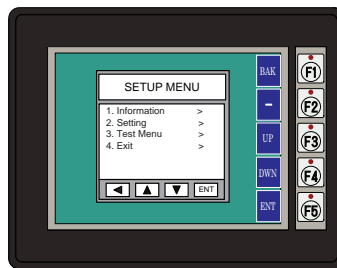 SETUP MENU
1. Information >
2. Setting >
3. Test Menu >
4. Exit >
ENT
BAK
–
UP
DWN
ENT
F1
F2
F3
F4
F5